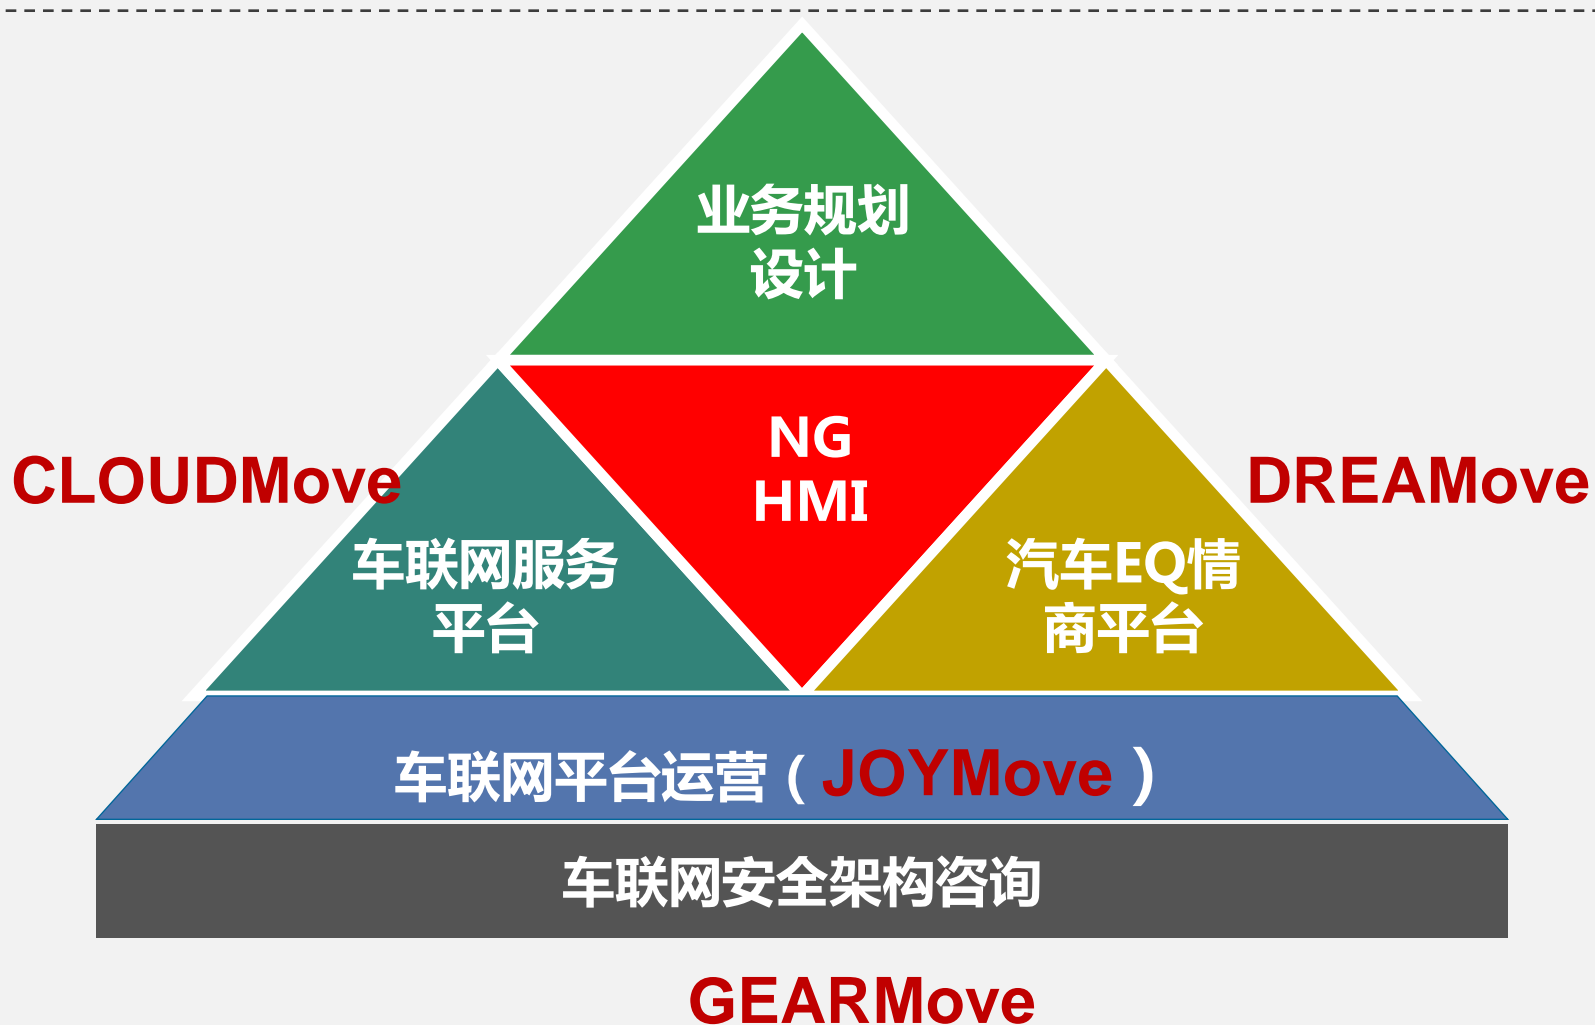 业务规划
设计
NG
HMI
CLOUDMove
DREAMove
车联网服务
平台
汽车EQ情
商平台
车联网平台运营（JOYMove）
车联网安全架构咨询
GEARMove